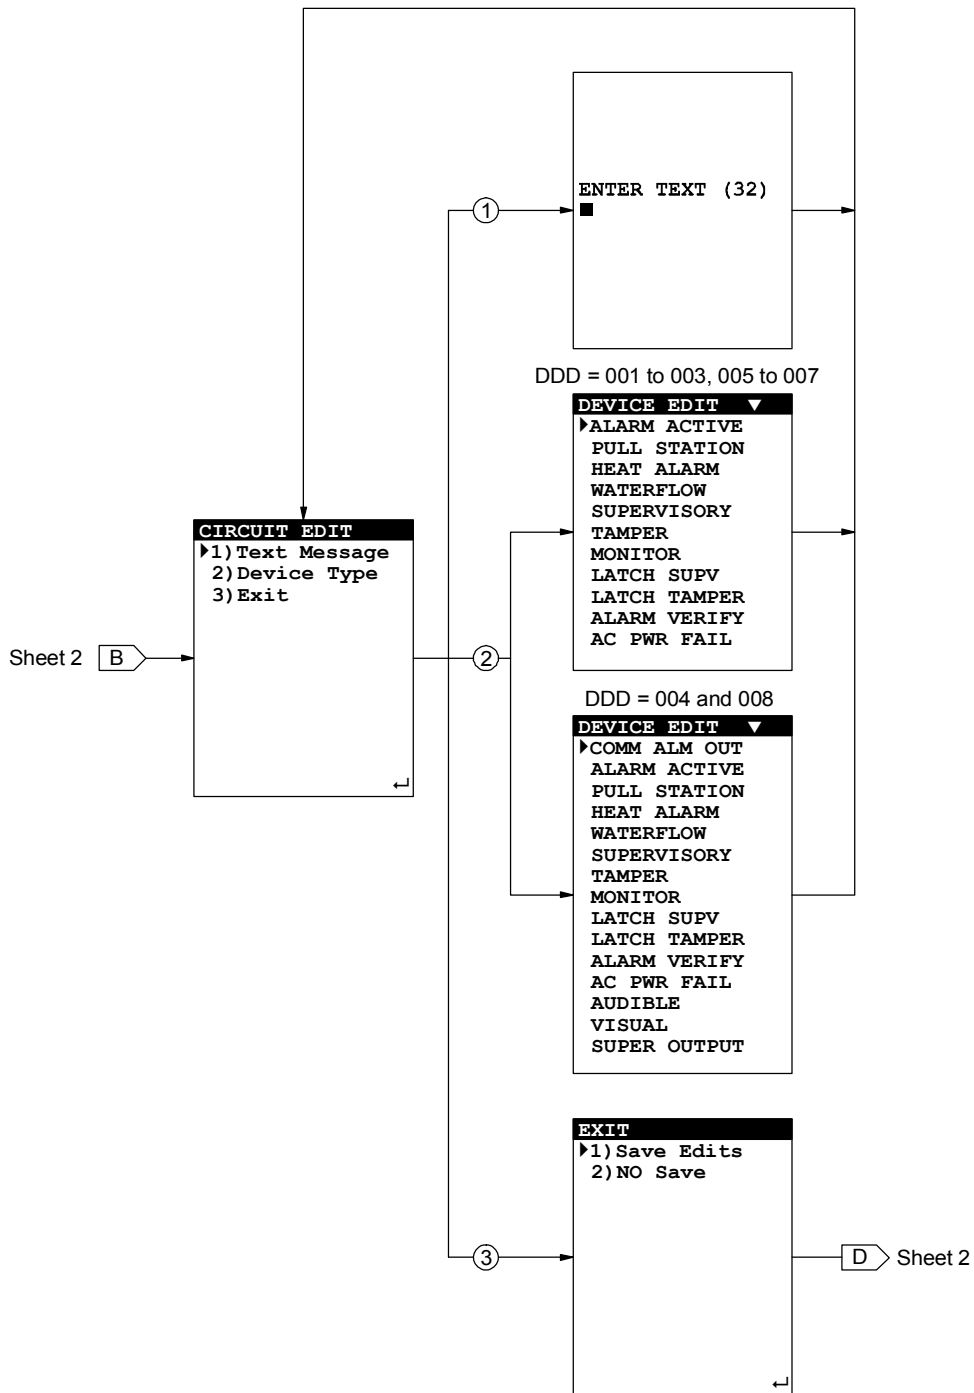 ENTER TEXT (32)
1
DDD = 001 to 003, 005 to 007
DEVICE EDIT ▼
ALARM ACTIVE
PULL STATION
HEAT ALARM
WATERFLOW
SUPERVISORY
TAMPER
MONITOR
LATCH SUPV
LATCH TAMPER
ALARM VERIFY
AC PWR FAIL
CIRCUIT EDIT
1)Text Message
2)Device Type
3)Exit
Sheet 2 B
2
DDD = 004 and 008
DEVICE EDIT ▼
COMM ALM OUT
ALARM ACTIVE
PULL STATION
HEAT ALARM
WATERFLOW
SUPERVISORY
TAMPER
MONITOR
LATCH SUPV
LATCH TAMPER
ALARM VERIFY
AC PWR FAIL
AUDIBLE
VISUAL
SUPER OUTPUT
EXIT
1)Save Edits
2)NO Save
3
D Sheet 2